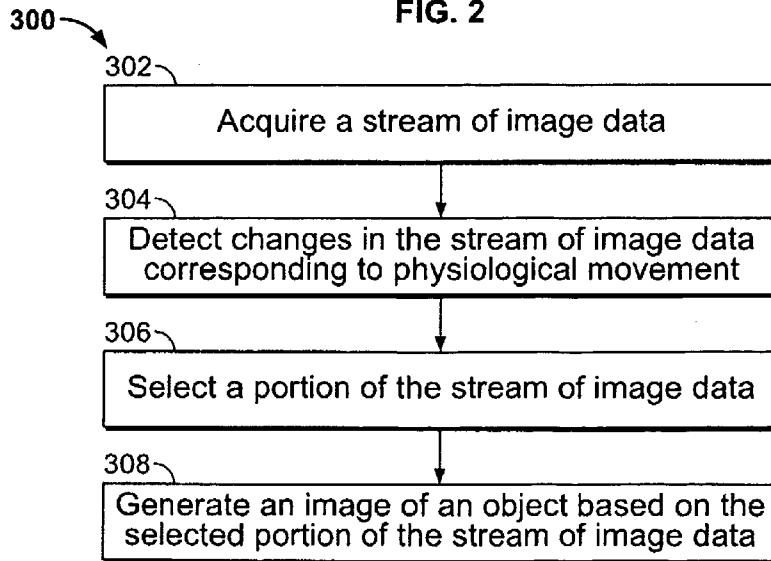 FIG. 2
300
302
Acquire a stream of image data
304
Detect changes in the stream of image data
corresponding to physiological movement
306
Select a portion of the stream of image data
308
Generate an image of an object based on the
selected portion of the stream of image data